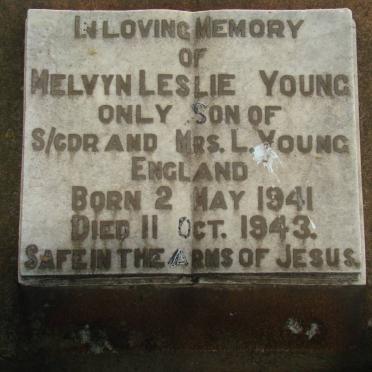 IN LOVING MEMORY
OF
MELVYN LESLIE YOUNG
ONLY SON OF
S/CDR AND MRS. L. YOUNG
ENGLAND
BORN 2 MAY 1941
DIED 11 OCT. 1943.
SAFE IN THE ARMS OF JESUS.